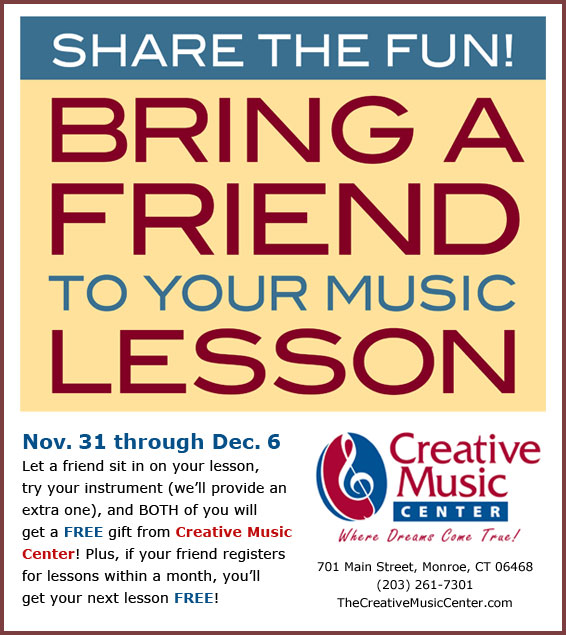 SHARE THE FUN!
BRING A
FRIEND
TO YOUR MUSIC
LESSON
Nov. 31 through Dec. 6
Let a friend sit in on your lesson,
try your instrument (we’ll provide an
extra one), and BOTH of you will
get a FREE gift from Creative Music
Center! Plus, if your friend registers
for lessons within a month, you’ll
get your next lesson FREE!
Creative
Music
CENTER
Where Dreams Come True!
701 Main Street, Monroe, CT 06468
(203) 261-7301
TheCreativeMusicCenter.com